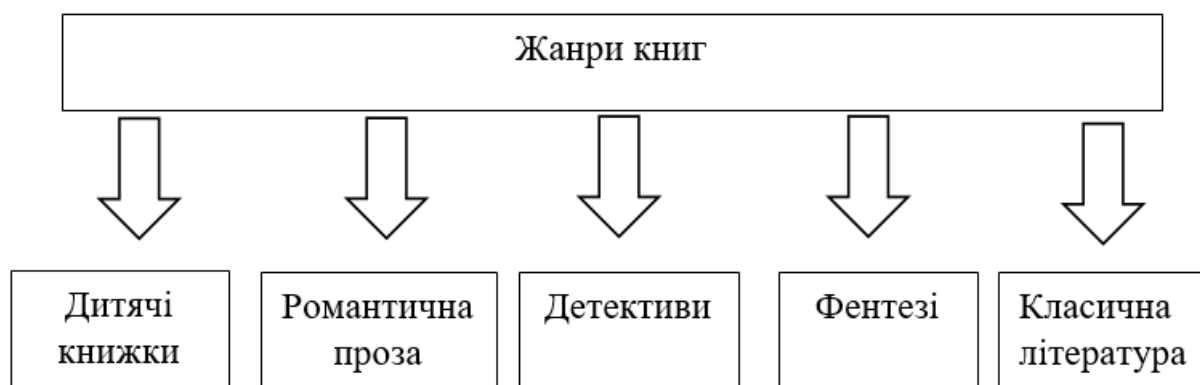 Жанри книг
Дитячі
книжки
Романтична
проза
Детективи
Фентезі
Класична
література